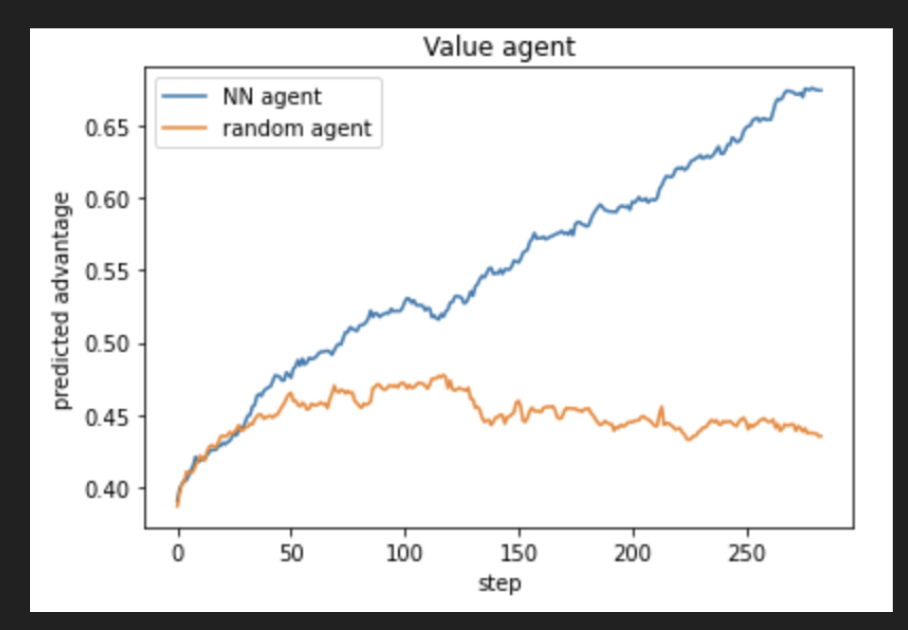 Value agent
NN agent
random agent
0.65
0.60
0.55
0.50
0.45
0.40
predicted advantage
0 50 100 150 200 250
step